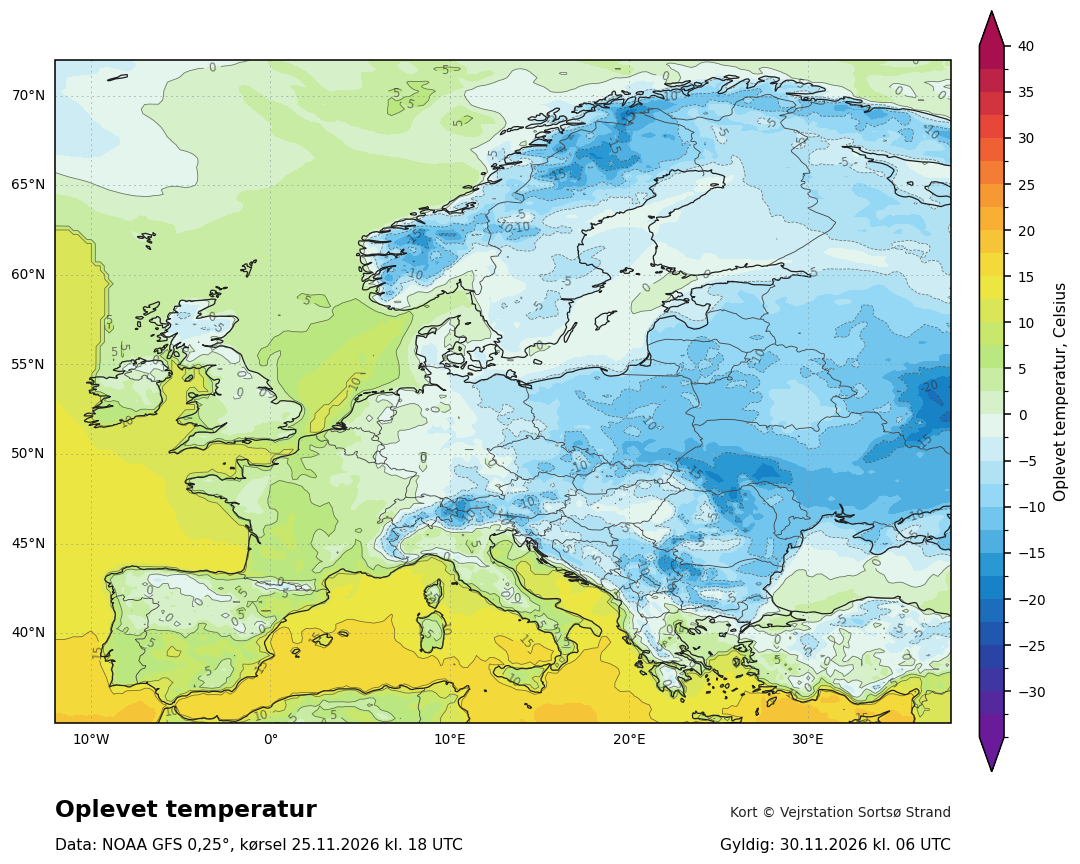 70°N
65°N
60°N
55°N
50°N
45°N
40°N
10°W
0°
10°E
20°E
30°E
40
35
30
25
20
15
10
5
0
−5
−10
−15
−20
−25
−30
Oplevet temperatur, Celsius
Oplevet temperatur
Kort © Vejrstation Sortsø Strand
Data: NOAA GFS 0,25°, kørsel 25.11.2026 kl. 18 UTC
Gyldig: 30.11.2026 kl. 06 UTC